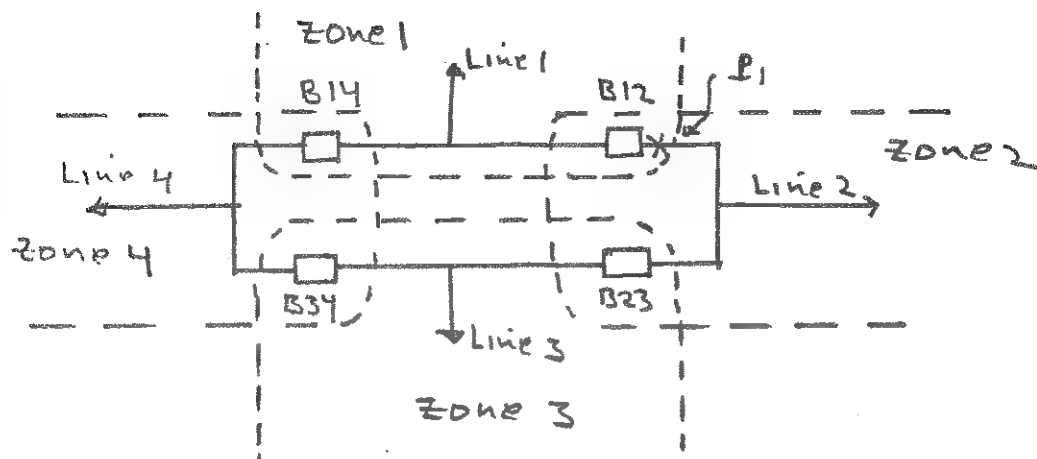 Zone 1
Line 1
P1
B14
B12
Zone 2
Line 4
Line 2
Zone 4
B34
B23
Line 3
Zone 3